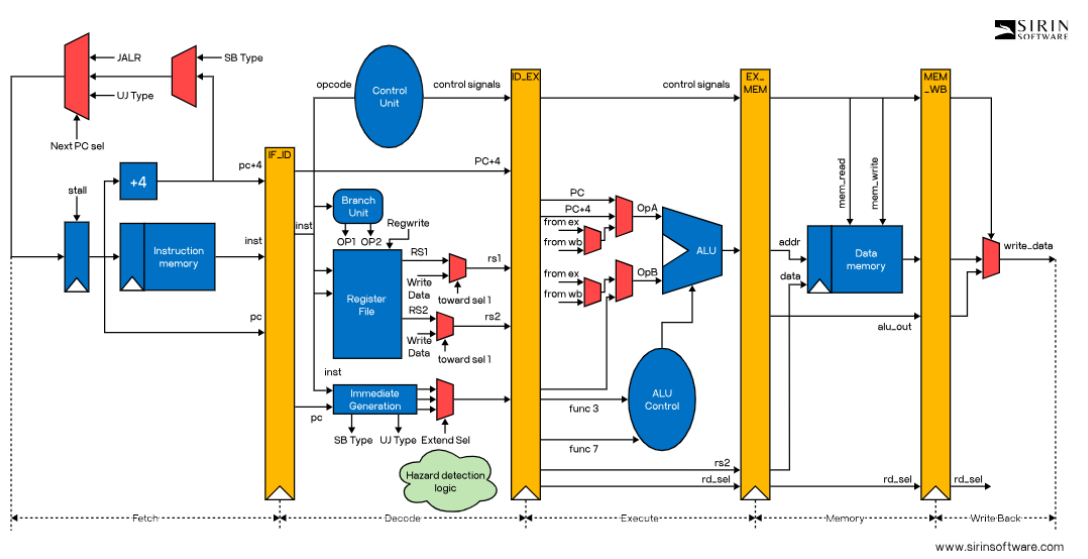 SIRIN
SOFTWARE
JALR
UJ Type
Next PC sel
SB Type
pc+4
+4
stall
Instruction
memory
inst
pc
IF_ID
opcode
Control
Unit
control signals
PC+4
inst
Branch
Unit
Regwrite
OP1 OP2
Register
File
RS1
Write
Data
rs1
toward sel 1
RS2
Write
Data
rs2
toward sel 1
inst
pc
Immediate
Generation
SB Type
UJ Type
Extend Sel
Hazard detection
logic
ID_EX
control signals
PC
PC+4
from ex
from wb
OpA
from ex
from wb
OpB
ALU
ALU
Control
func 3
func 7
rs2
rd_sel
EX_
MEM
mem_read
mem_write
addr
data
Data
memory
alu_out
rd_sel
MEM
_WB
write_data
rd_sel
Fetch
Decode
Execute
Memory
Write Back
www.sirinsoftware.com